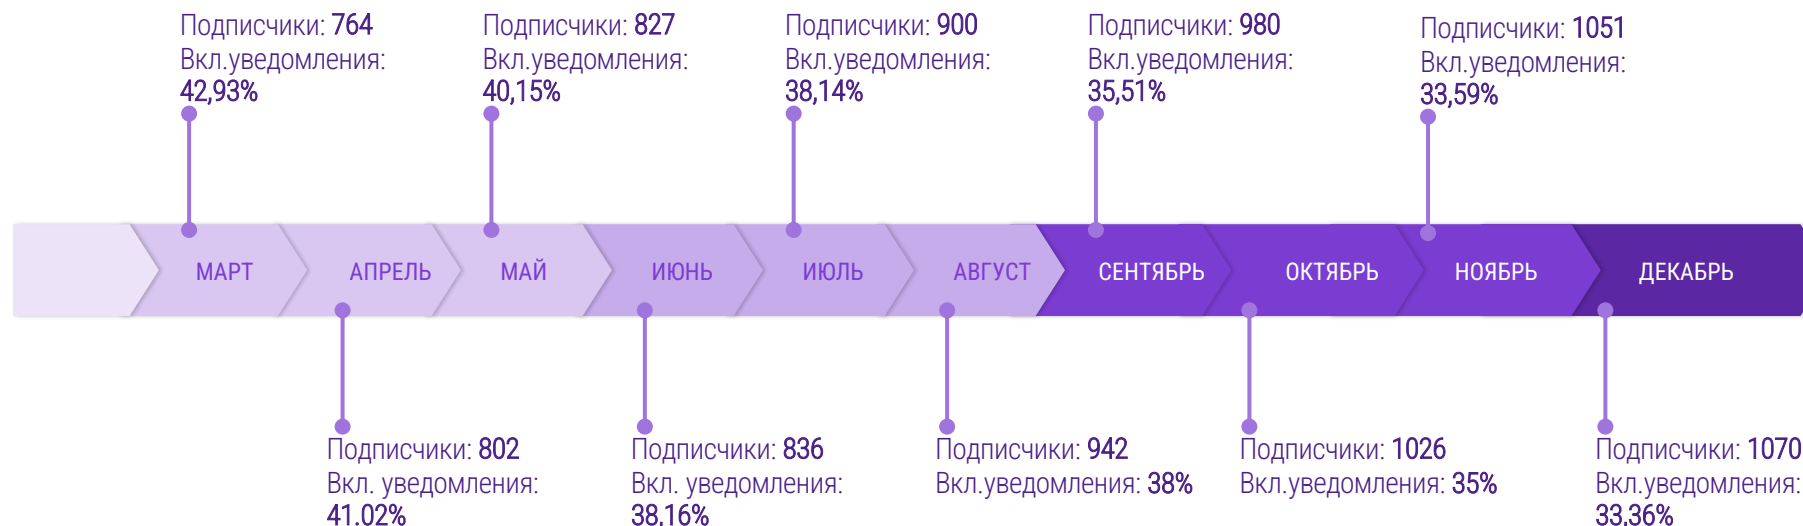 Подписчики: 764
Вкл.уведомления:
42,93%
Подписчики: 827
Вкл.уведомления:
40,15%
Подписчики: 900
Вкл.уведомления:
38,14%
Подписчики: 980
Вкл.уведомления:
35,51%
Подписчики: 1051
Вкл.уведомления:
33,59%
МАРТ
АПРЕЛЬ
МАЙ
ИЮНЬ
ИЮЛЬ
АВГУСТ
СЕНТЯБРЬ
ОКТЯБРЬ
НОЯБРЬ
ДЕКАБРЬ
Подписчики: 802
Вкл. уведомления:
41.02%
Подписчики: 836
Вкл. уведомления:
38,16%
Подписчики: 942
Вкл.уведомления: 38%
Подписчики: 1026
Вкл.уведомления: 35%
Подписчики: 1070
Вкл.уведомления:
33,36%